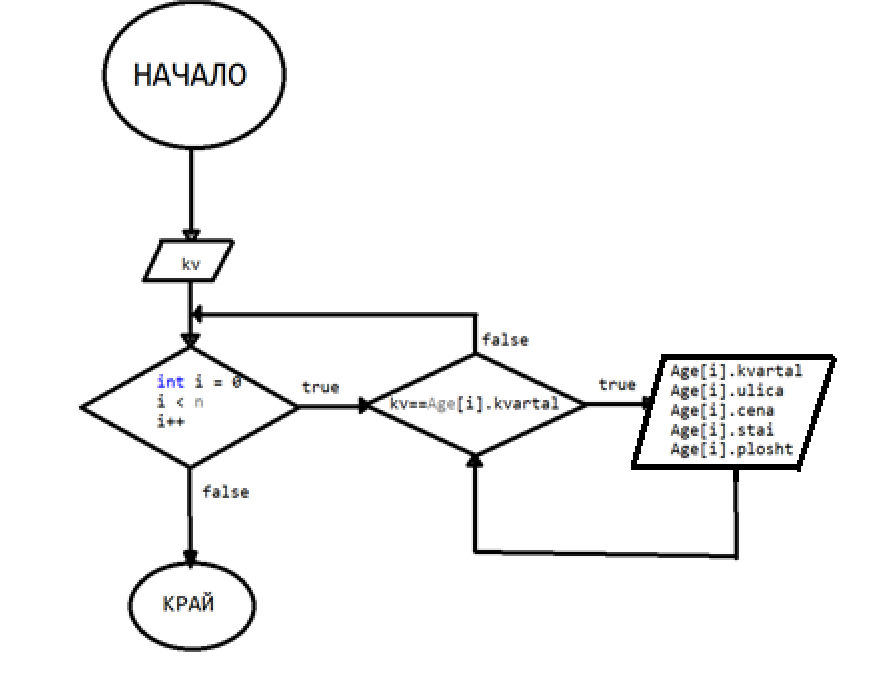 НАЧАЛО
kv
int i = 0
i < n
i++
true
false
kv==Age[i].kvartal
false
true
Age[i].kvartal
Age[i].ulica
Age[i].cena
Age[i].stai
Age[i].plosht
КРАЙ